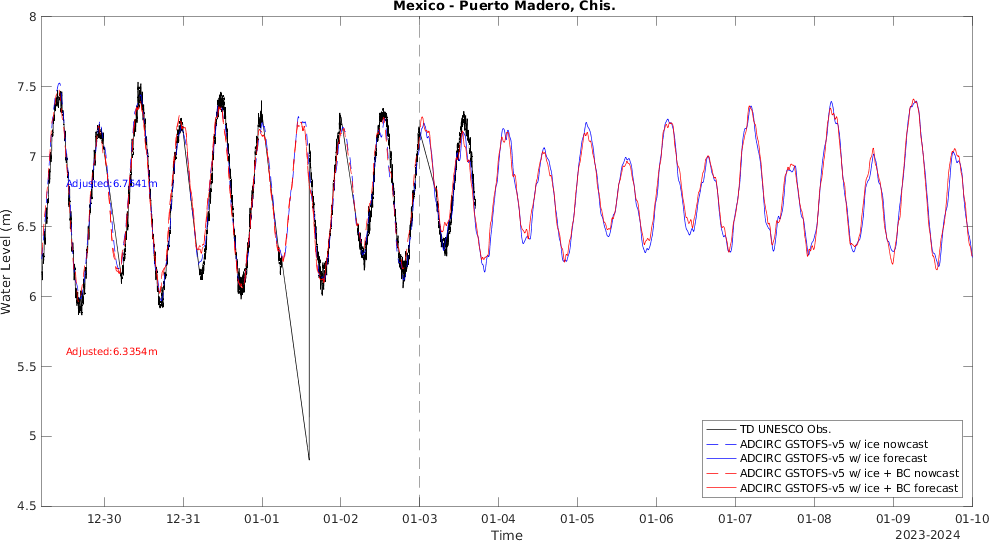 Mexico - Puerto Madero, Chis.
8
7.5
7
6.5
6
5.5
5
4.5
Water Level (m)
Adjusted:6.7641m
Adjusted:6.3354m
TD UNESCO Obs.
ADCIRC GSTOFS-v5 w/ ice nowcast
ADCIRC GSTOFS-v5 w/ ice forecast
ADCIRC GSTOFS-v5 w/ ice + BC nowcast
ADCIRC GSTOFS-v5 w/ ice + BC forecast
12-30 12-31 01-01 01-02 01-03 01-04 01-05 01-06 01-07 01-08 01-09 01-10
Time
2023-2024